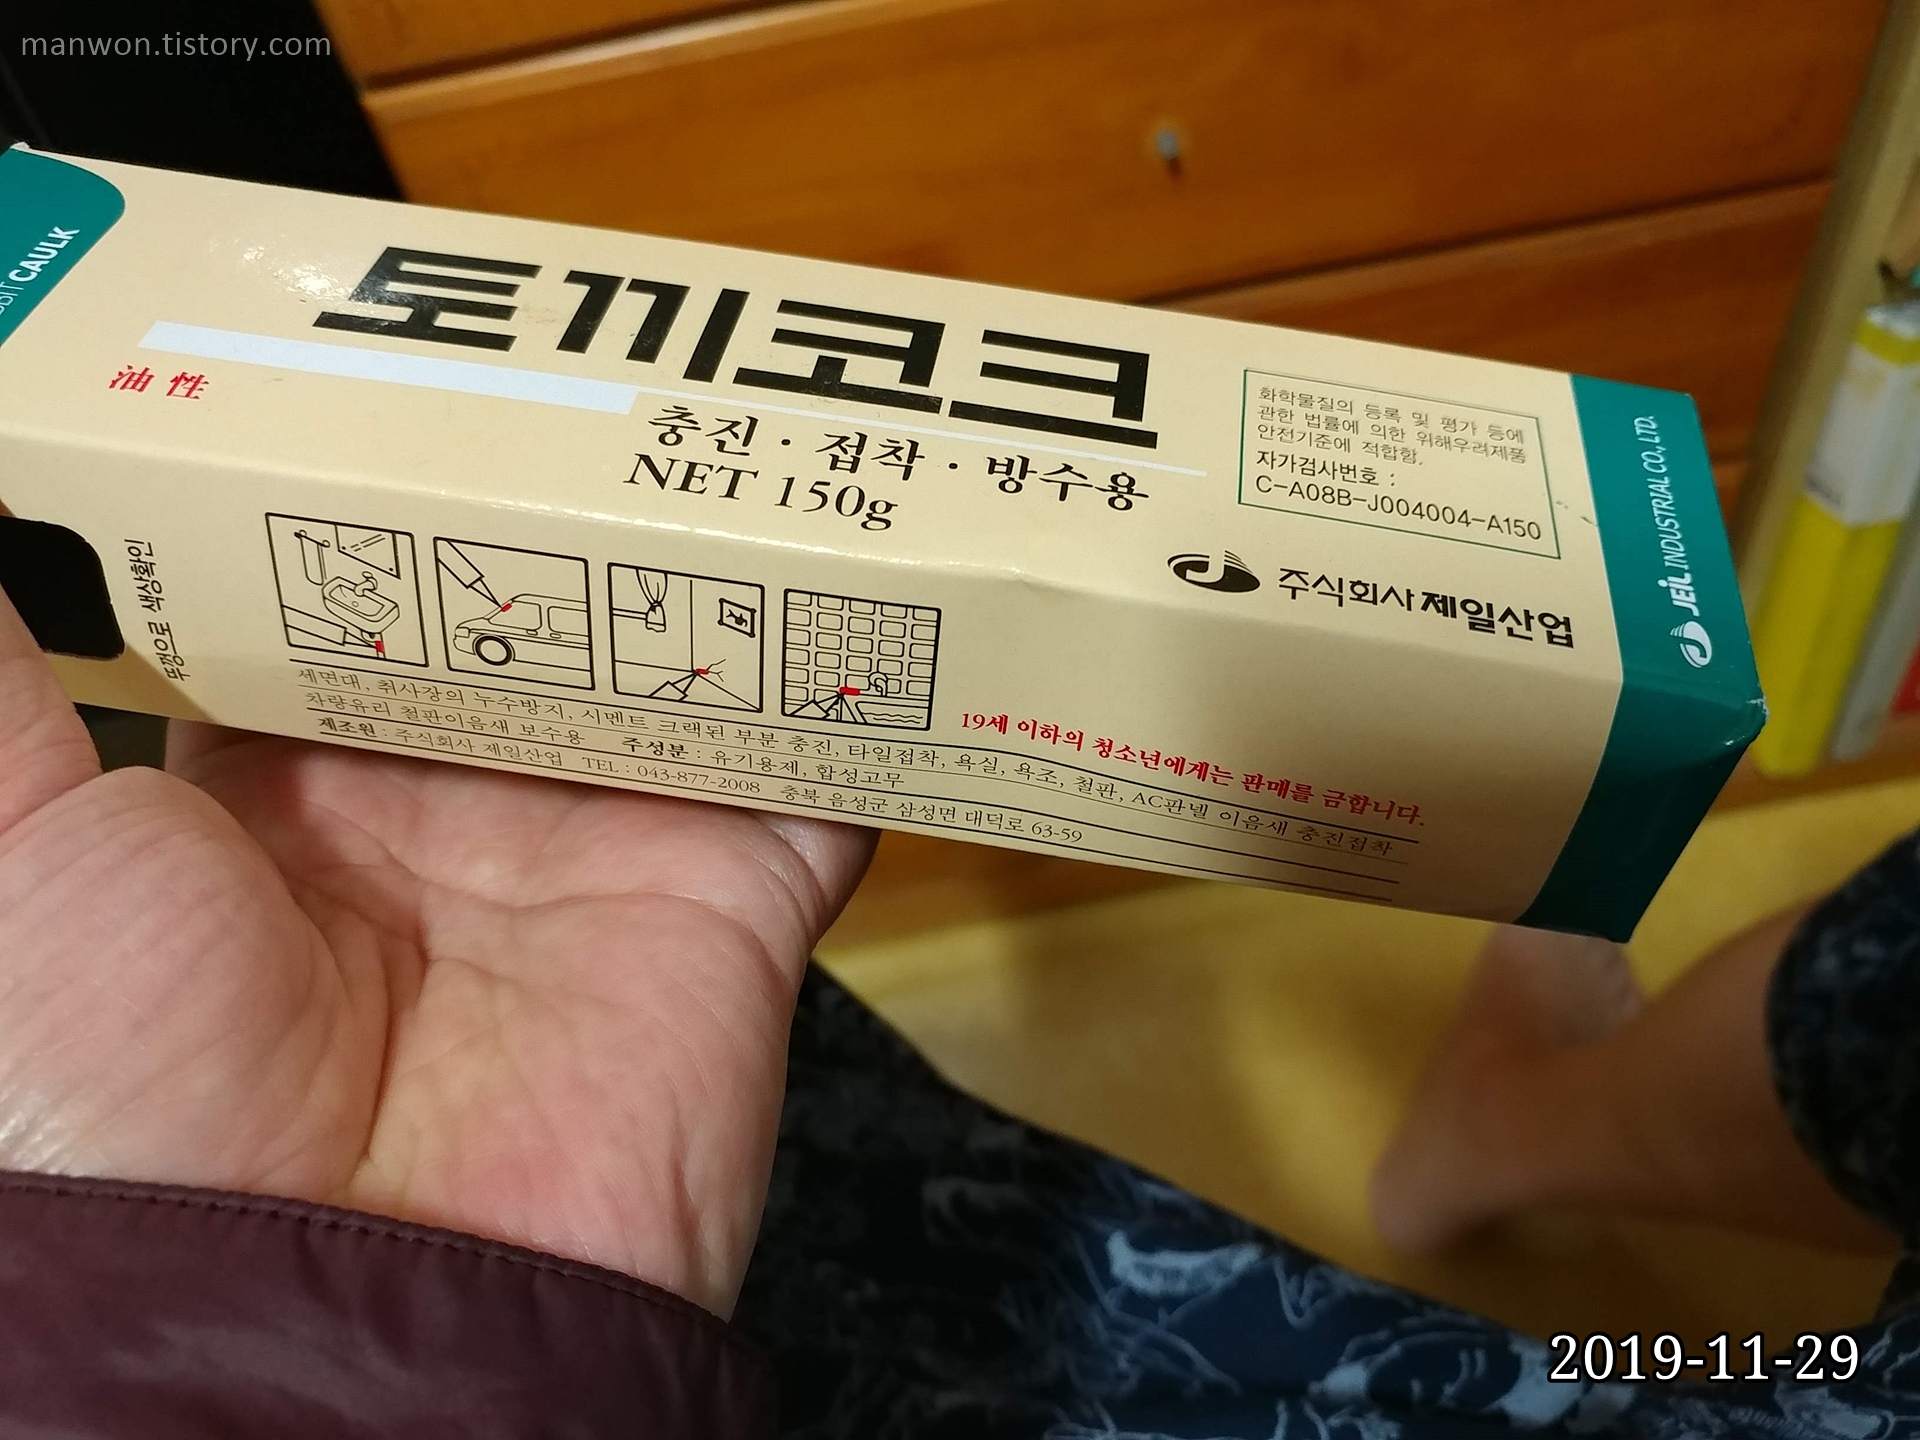 manwon.tistory.com
CAULK
토끼코크
油性
충진·접착·방수용
NET 150g
화학물질의 등록 및 평가 등에
관한 법률에 의한 위해우려제품
안전기준에 적합함.
자가검사번호 :
C-A08B-J004004-A150
주식회사 제일산업
JEIL INDUSTRIAL CO., LTD.
뚜껑으로 색상확인
19세 이하의 청소년에게는 판매를 금합니다.
세면대, 취사장의 누수방지, 시멘트 크랙된 부분 충진, 타일접착, 욕실, 욕조, 철판, AC판넬 이음새 충진접착
차량유리 철판이음새 보수용 주성분 : 유기용제, 합성고무
제조원 : 주식회사 제일산업 TEL : 043-877-2008 충북 음성군 삼성면 대덕로 63-59
2019-11-29